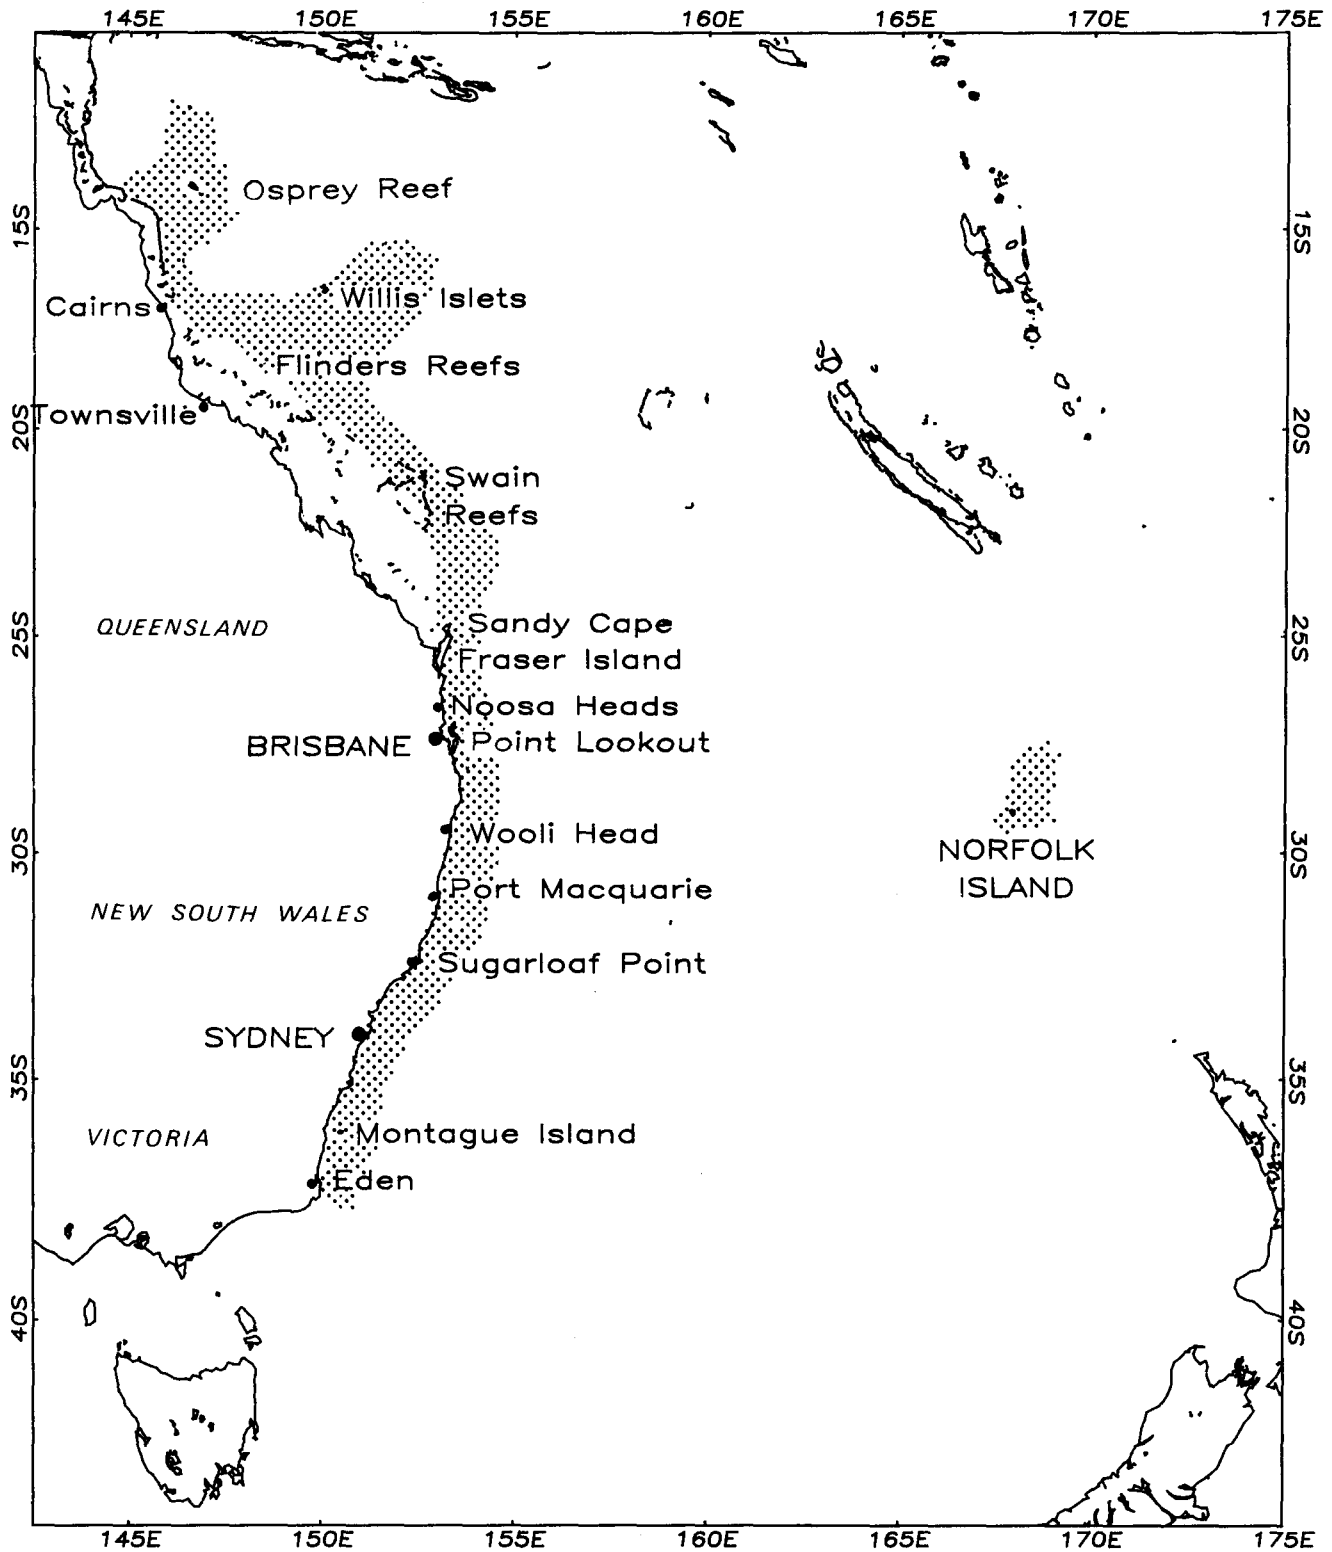 145E 150E 155E 160E 165E 170E 175E
Osprey Reef
15S 15S
Willis Islets
Cairns
Flinders Reefs
Townsville
20S 20S
Swain
Reefs
Sandy Cape
QUEENSLAND
25S 25S
Fraser Island
Noosa Heads
BRISBANE
Point Lookout
Wooli Head
NORFOLK
30S 30S
ISLAND
Port Macquarie
NEW SOUTH WALES
Sugarloaf Point
SYDNEY
35S 35S
Montague Island
VICTORIA
Eden
40S 40S
145E 150E 155E 160E 165E 170E 175E